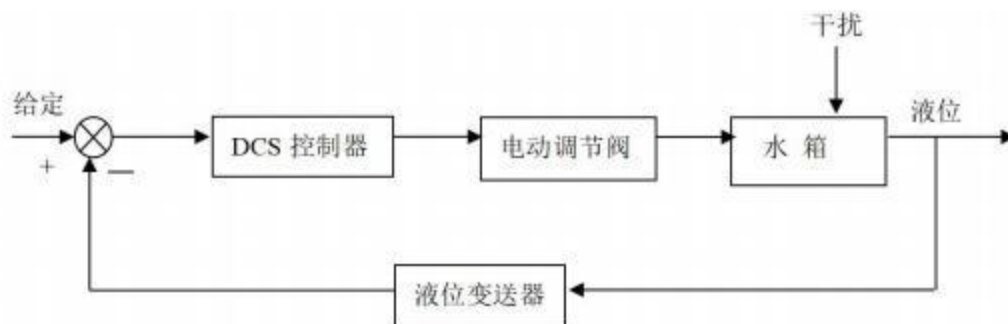 干扰
给定
液位
DCS 控制器
电动调节阀
水 箱
+
—
液位变送器